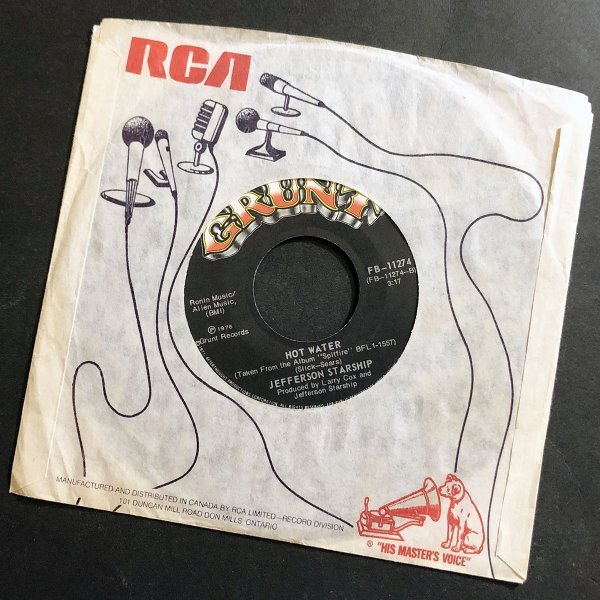 RCA
GRUNT
FB-11274
(FB-11274-B)
3:17
Ronin Music/
Alien Music,
(BMI)
℗ 1976
Grunt Records
HOT WATER
(Taken From the Album "Spitfire" BFL1-1557)
(Slick-Sears)
JEFFERSON STARSHIP
Produced by Larry Cox and
Jefferson Starship
MANUFACTURED AND DISTRIBUTED IN CANADA BY RCA LIMITED—RECORD DIVISION
101 DUNCAN MILL ROAD DON MILLS, ONTARIO
® "HIS MASTER'S VOICE"